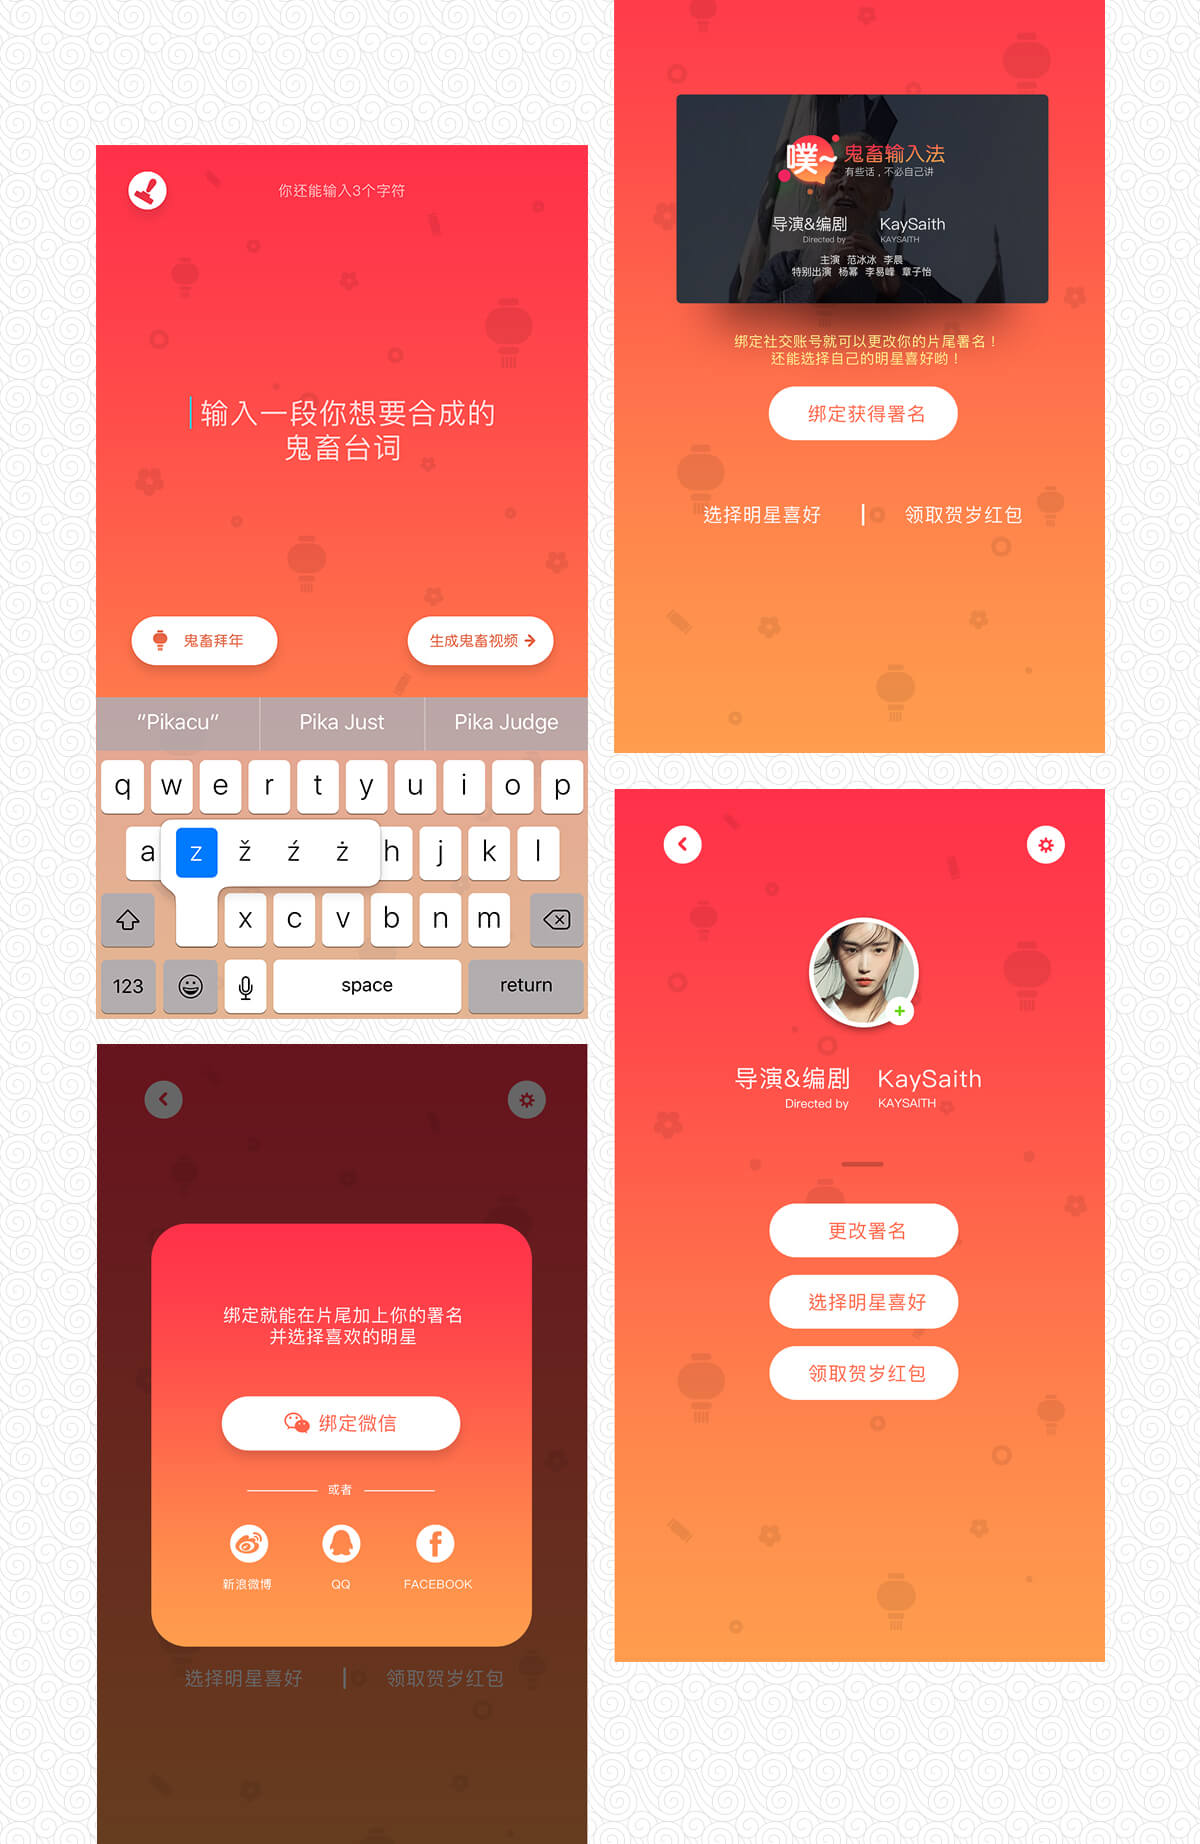 你还能输入3个字符
输入一段你想要合成的
鬼畜台词
鬼畜拜年
生成鬼畜视频
"Pikacu"
Pika Just
Pika Judge
q w e r t y u i o p
a z ž ź ż h j k l
x c v b n m
123
space
return
噗~
鬼畜输入法
有些话，不必自己讲
导演&编剧 KaySaith
Directed by KAYSAITH
主演 范冰冰 李晨
特别出演 杨幂 李易峰 章子怡
绑定社交账号就可以更改你的片尾署名！
还能选择自己的明星喜好哟！
绑定获得署名
选择明星喜好 | 领取贺岁红包
绑定就能在片尾加上你的署名
并选择喜欢的明星
绑定微信
或者
新浪微博 QQ FACEBOOK
选择明星喜好 | 领取贺岁红包
导演&编剧 KaySaith
Directed by KAYSAITH
更改署名
选择明星喜好
领取贺岁红包